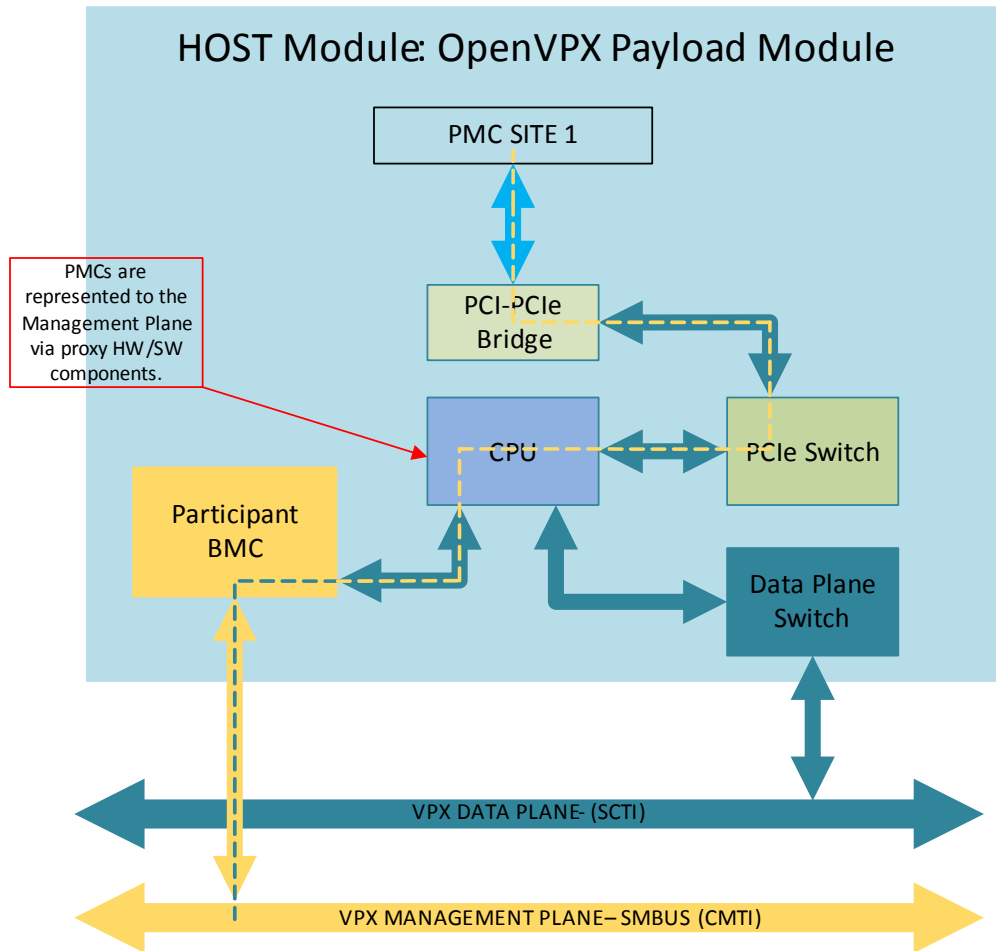 HOST Module: OpenVPX Payload Module
PMC SITE 1
PMCs are
represented to the
Management Plane
via proxy HW/SW
components.
PCI-PCIe
Bridge
CPU
PCIe Switch
Participant
BMC
Data Plane
Switch
VPX DATA PLANE- (SCTI)
VPX MANAGEMENT PLANE– SMBUS (CMTI)